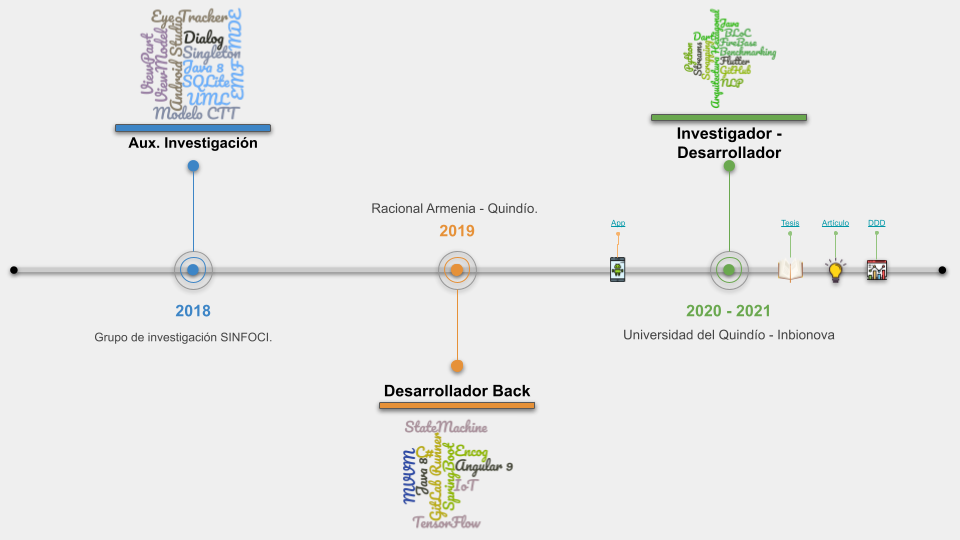 EyeTracker
Dialog
Singleton
Java 8
SQLite
UML
Modelo CTT
ViewPart
ViewModel
Android Studio
EMF
MDE
Aux. Investigación
2018
Grupo de investigación SINFOCI.
Racional Armenia - Quindío.
2019
Desarrollador Back
StateMachine
MVVM
Java 8
C#
GitLab Runner
SpringBoot
Encog
Angular 9
IoT
TensorFlow
App
Java
Dart
BLoC
FireBase
Benchmarking
Flutter
GitHub
NLP
Python
Streams
Scrapping
Arquitectura Hexagonal
Investigador -
Desarrollador
2020 - 2021
Universidad del Quindío - Inbionova
Tesis
Artículo
DDD